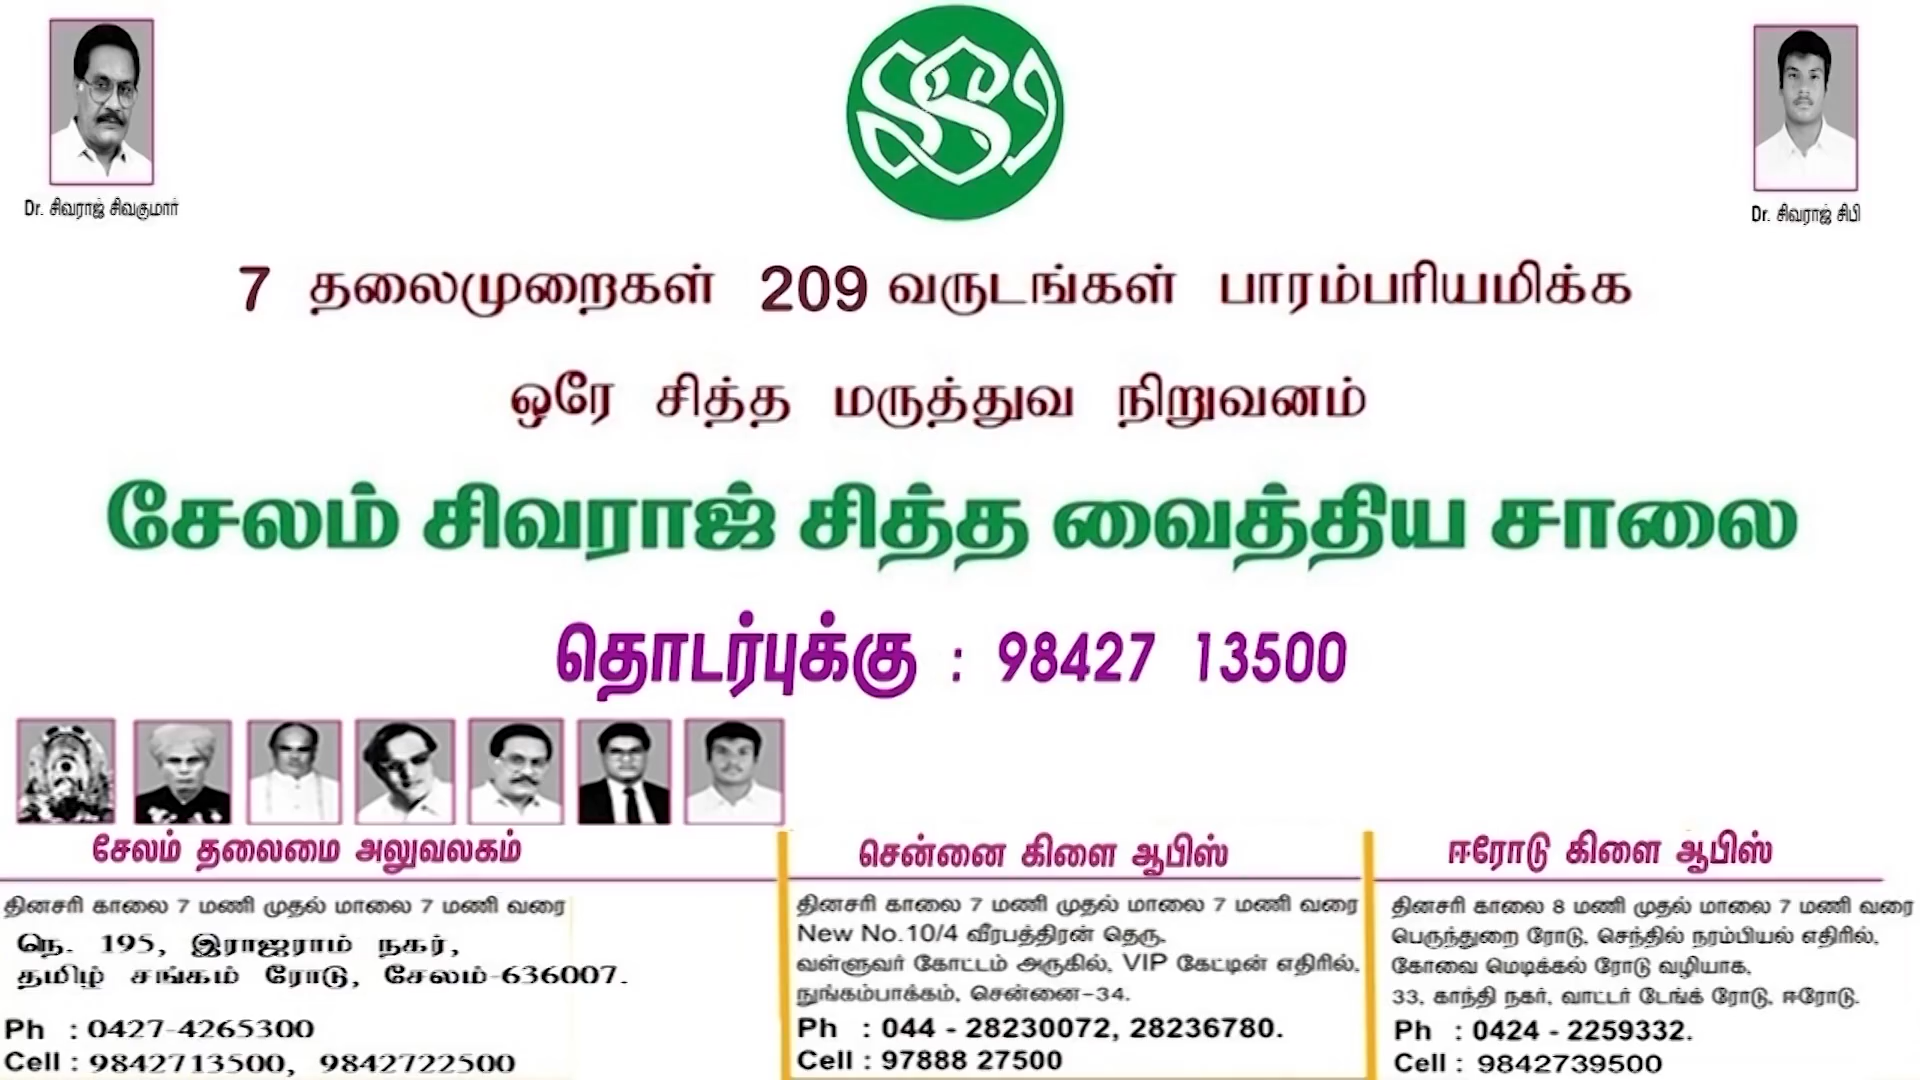 Dr. சிவராஜ் சிவகுமார்
Dr. சிவராஜ் சிபி
7 தலைமுறைகள் 209 வருடங்கள் பாரம்பரியமிக்க
ஒரே சித்த மருத்துவ நிறுவனம்
சேலம் சிவராஜ் சித்த வைத்திய சாலை
தொடர்புக்கு : 98427 13500
சேலம் தலைமை அலுவலகம்
தினசரி காலை 7 மணி முதல் மாலை 7 மணி வரை
நெ. 195, இராஜராம் நகர்,
தமிழ் சங்கம் ரோடு, சேலம்-636007.
Ph : 0427-4265300
Cell : 9842713500, 9842722500
சென்னை கிளை ஆபிஸ்
தினசரி காலை 7 மணி முதல் மாலை 7 மணி வரை
New No.10/4 வீரபத்திரன் தெரு,
வள்ளுவர் கோட்டம் அருகில், VIP கேட்டின் எதிரில்,
நுங்கம்பாக்கம், சென்னை-34.
Ph : 044 - 28230072, 28236780.
Cell : 97888 27500
ஈரோடு கிளை ஆபிஸ்
தினசரி காலை 8 மணி முதல் மாலை 7 மணி வரை
பெருந்துறை ரோடு, செந்தில் நரம்பியல் எதிரில்,
கோவை மெடிக்கல் ரோடு வழியாக,
33, காந்தி நகர், வாட்டர் டேங்க் ரோடு, ஈரோடு.
Ph : 0424 - 2259332.
Cell : 9842739500